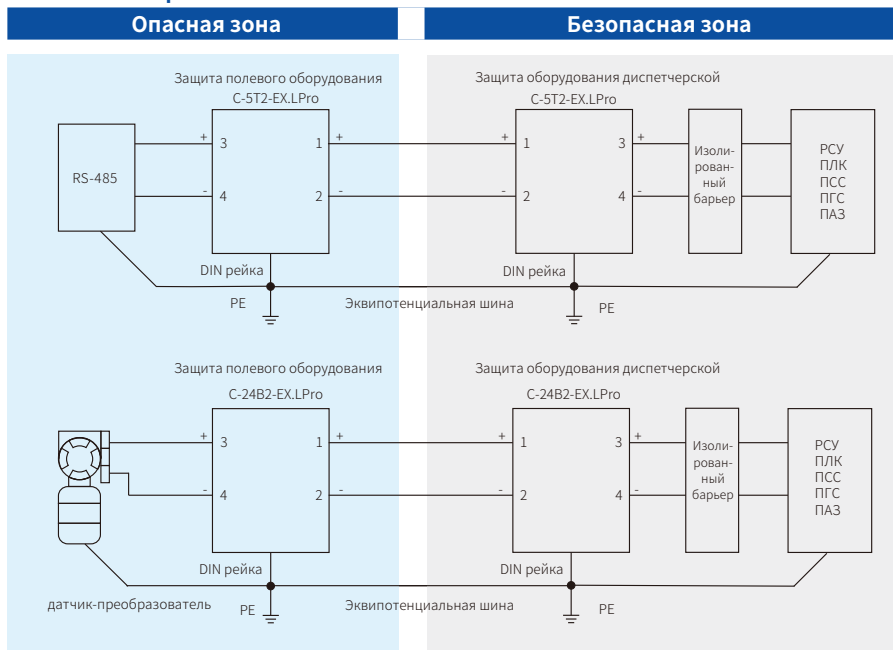 Опасная зона
Безопасная зона
Защита полевого оборудования
C-5T2-EX.LPro
Защита оборудования диспетчерской
C-5T2-EX.LPro
RS-485
+ 3 1 +
- 4 2 -
+ 1 3 +
- 2 4 -
Изоли-
рован-
ный
барьер
РСУ
ПЛК
ПСС
ПГС
ПАЗ
DIN рейка
DIN рейка
PE
Эквипотенциальная шина
PE
Защита полевого оборудования
C-24B2-EX.LPro
Защита оборудования диспетчерской
C-24B2-EX.LPro
+ 3 1 +
- 4 2 -
+ 1 3 +
- 2 4 -
Изоли-
рован-
ный
барьер
РСУ
ПЛК
ПСС
ПГС
ПАЗ
DIN рейка
DIN рейка
датчик-преобразователь
PE
Эквипотенциальная шина
PE